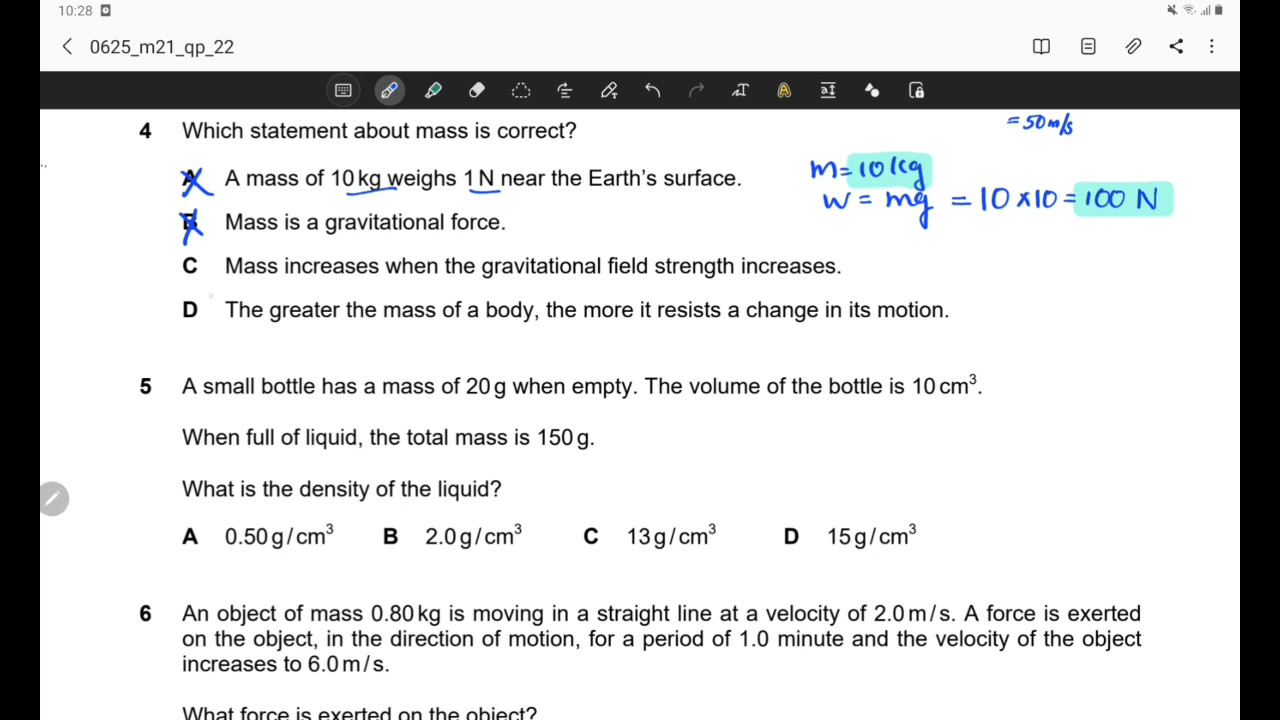 10:28
0625_m21_qp_22
= 50 m/s
4 Which statement about mass is correct?
A A mass of 10 kg weighs 1 N near the Earth's surface.
m = 10 kg
w = mg = 10 × 10 = 100 N
B Mass is a gravitational force.
C Mass increases when the gravitational field strength increases.
D The greater the mass of a body, the more it resists a change in its motion.
5 A small bottle has a mass of 20 g when empty. The volume of the bottle is 10 cm³.
When full of liquid, the total mass is 150 g.
What is the density of the liquid?
A 0.50 g / cm³ B 2.0 g / cm³ C 13 g / cm³ D 15 g / cm³
6 An object of mass 0.80 kg is moving in a straight line at a velocity of 2.0 m / s. A force is exerted
on the object, in the direction of motion, for a period of 1.0 minute and the velocity of the object
increases to 6.0 m / s.
What force is exerted on the object?